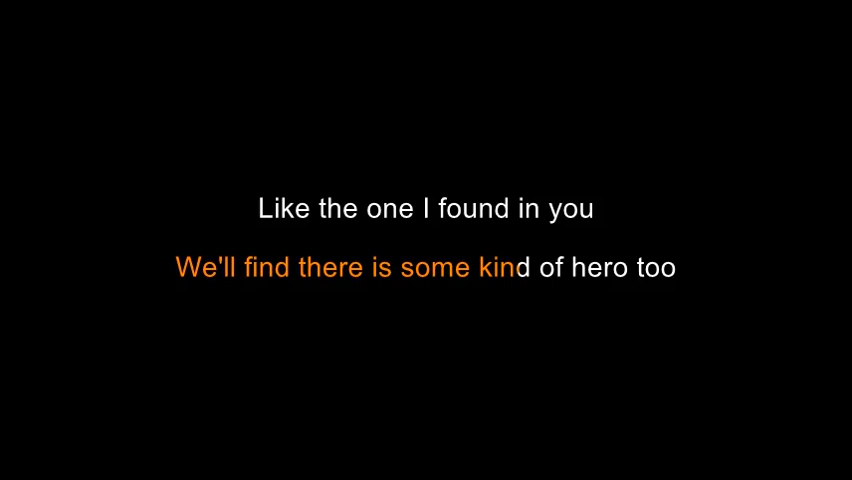 Like the one I found in you
We'll find there is some kind of hero too